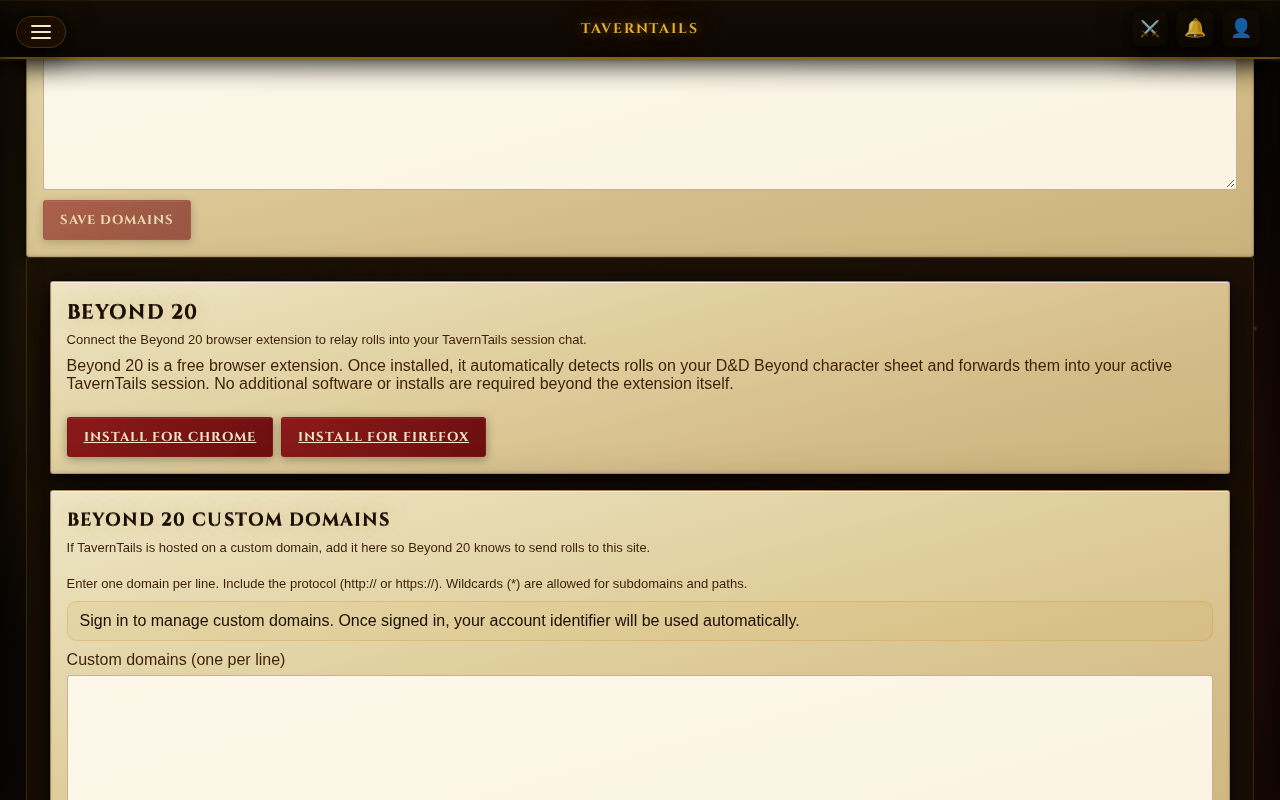 TAVERNTAILS
SAVE DOMAINS
BEYOND 20
Connect the Beyond 20 browser extension to relay rolls into your TavernTails session chat.
Beyond 20 is a free browser extension. Once installed, it automatically detects rolls on your D&D Beyond character sheet and forwards them into your active
TavernTails session. No additional software or installs are required beyond the extension itself.
INSTALL FOR CHROME
INSTALL FOR FIREFOX
BEYOND 20 CUSTOM DOMAINS
If TavernTails is hosted on a custom domain, add it here so Beyond 20 knows to send rolls to this site.
Enter one domain per line. Include the protocol (http:// or https://). Wildcards (*) are allowed for subdomains and paths.
Sign in to manage custom domains. Once signed in, your account identifier will be used automatically.
Custom domains (one per line)